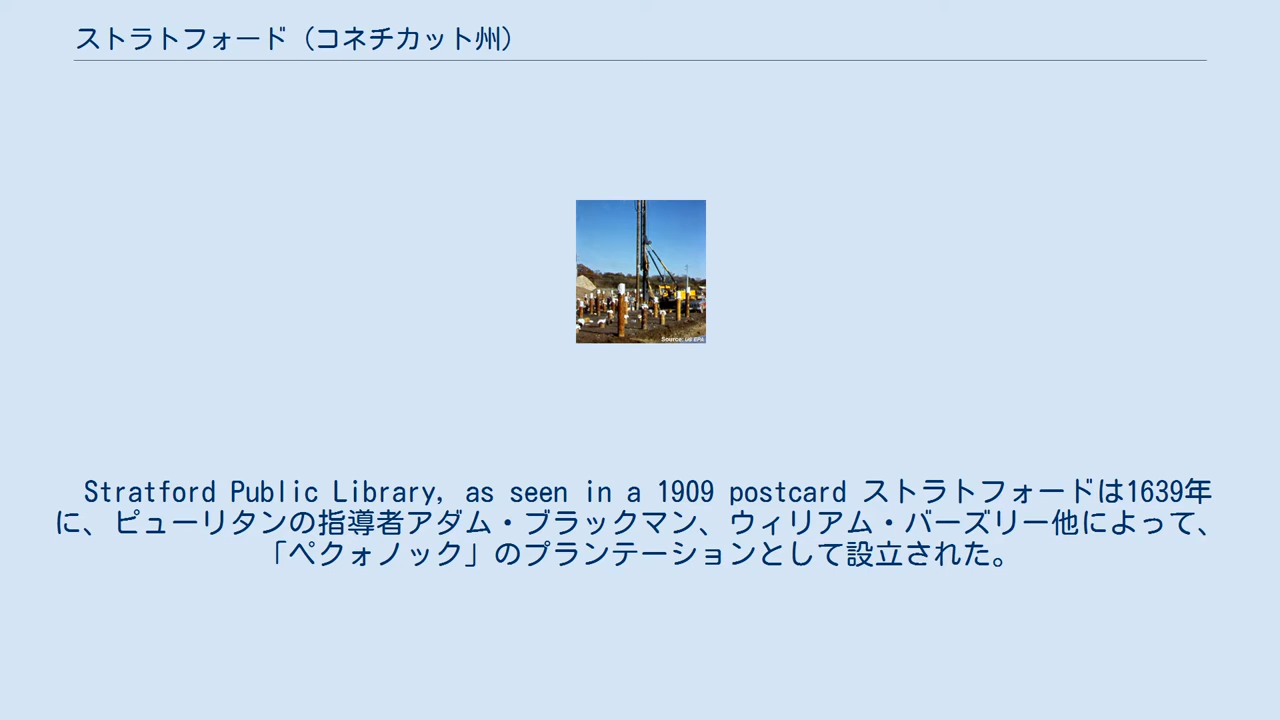 ストラトフォード（コネチカット州）
Source: US EPA
Stratford Public Library, as seen in a 1909 postcard ストラトフォードは1639年
に、ピューリタンの指導者アダム・ブラックマン、ウィリアム・バーズリー他によって、
「ペクォノック」のプランテーションとして設立された。